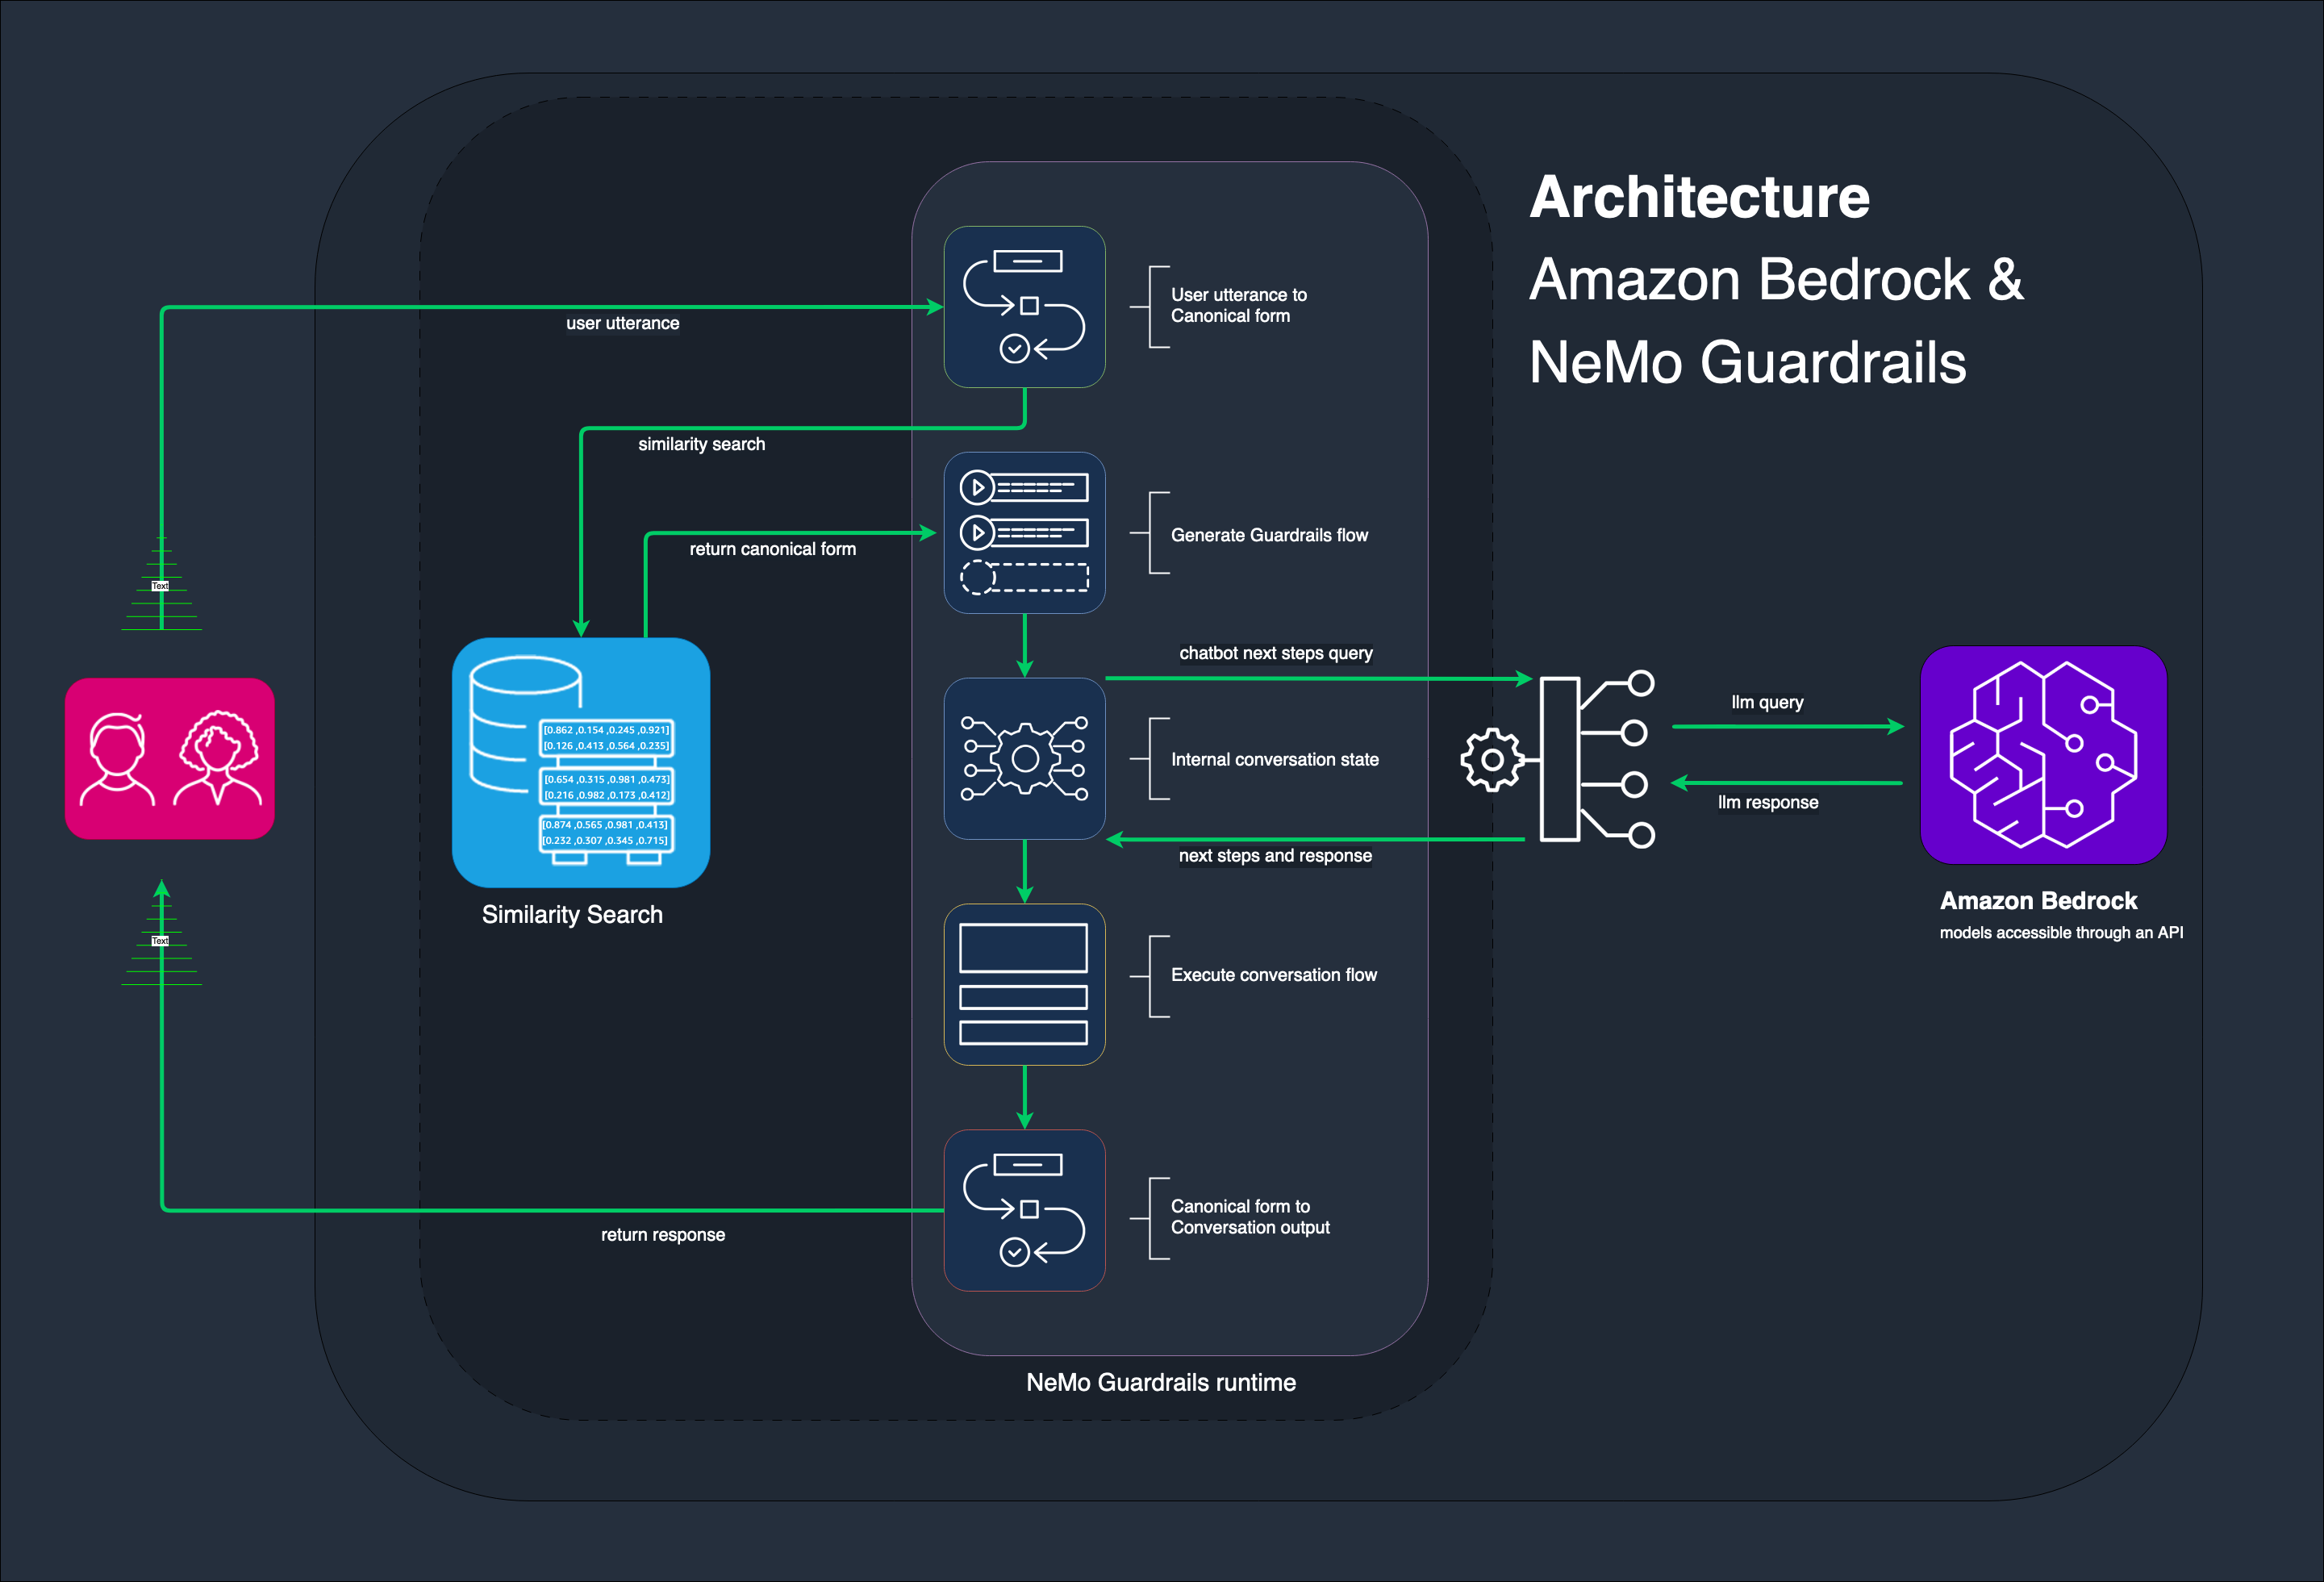 Architecture
Amazon Bedrock &
NeMo Guardrails
User utterance to
Canonical form
user utterance
similarity search
Generate Guardrails flow
return canonical form
Text
chatbot next steps query
llm query
[0.862 ,0.154 ,0.245 ,0.921]
[0.126 ,0.413 ,0.564 ,0.235]
[0.654 ,0.315 ,0.981 ,0.473]
[0.216 ,0.982 ,0.173 ,0.412]
[0.874 ,0.565 ,0.981 ,0.413]
[0.232 ,0.307 ,0.345 ,0.715]
Similarity Search
Internal conversation state
llm response
next steps and response
Amazon Bedrock
models accessible through an API
Text
Execute conversation flow
Canonical form to
Conversation output
return response
NeMo Guardrails runtime